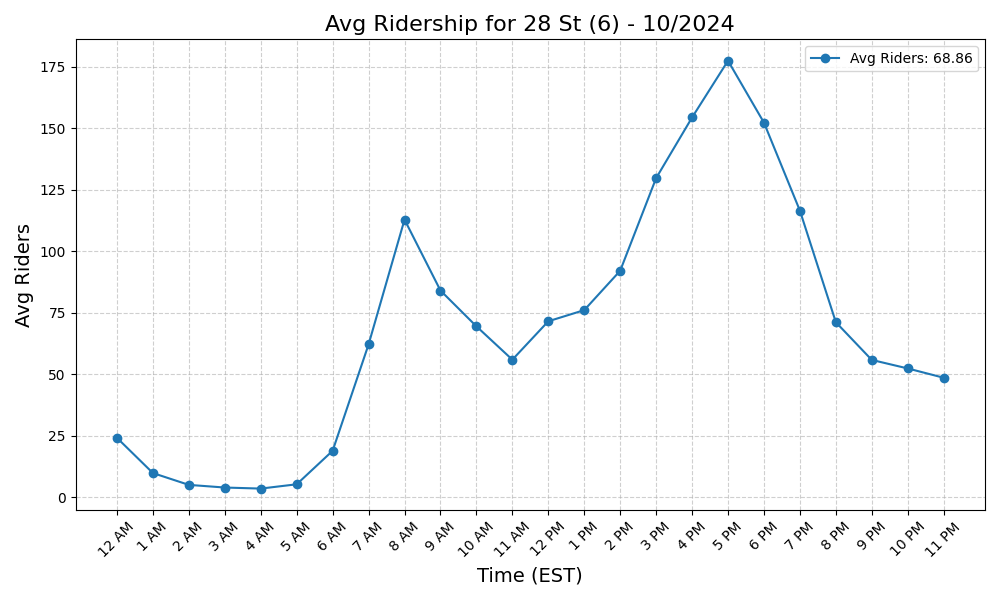 Avg Ridership for 28 St (6) - 10/2024
Avg Riders: 68.86
Avg Riders
175
150
125
100
75
50
25
0
12 AM
1 AM
2 AM
3 AM
4 AM
5 AM
6 AM
7 AM
8 AM
9 AM
10 AM
11 AM
12 PM
1 PM
2 PM
3 PM
4 PM
5 PM
6 PM
7 PM
8 PM
9 PM
10 PM
11 PM
Time (EST)